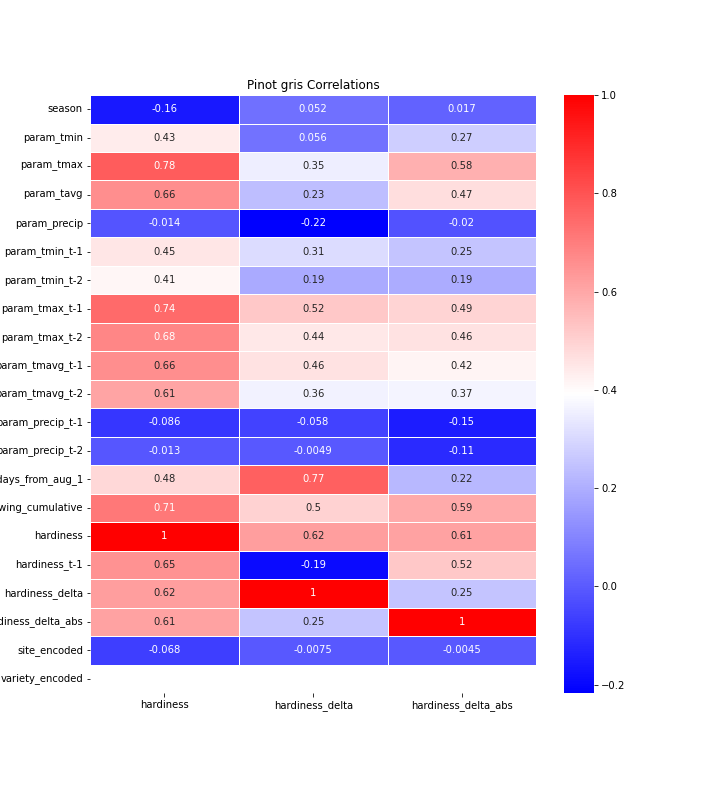 Pinot gris Correlations
season -0.16 0.052 0.017
param_tmin 0.43 0.056 0.27
param_tmax 0.78 0.35 0.58
param_tavg 0.66 0.23 0.47
param_precip -0.014 -0.22 -0.02
param_tmin_t-1 0.45 0.31 0.25
param_tmin_t-2 0.41 0.19 0.19
param_tmax_t-1 0.74 0.52 0.49
param_tmax_t-2 0.68 0.44 0.46
param_tmavg_t-1 0.66 0.46 0.42
param_tmavg_t-2 0.61 0.36 0.37
param_precip_t-1 -0.086 -0.058 -0.15
param_precip_t-2 -0.013 -0.0049 -0.11
days_from_aug_1 0.48 0.77 0.22
wing_cumulative 0.71 0.5 0.59
hardiness 1 0.62 0.61
hardiness_t-1 0.65 -0.19 0.52
hardiness_delta 0.62 1 0.25
diness_delta_abs 0.61 0.25 1
site_encoded -0.068 -0.0075 -0.0045
variety_encoded
hardiness hardiness_delta hardiness_delta_abs
1.0
0.8
0.6
0.4
0.2
0.0
−0.2